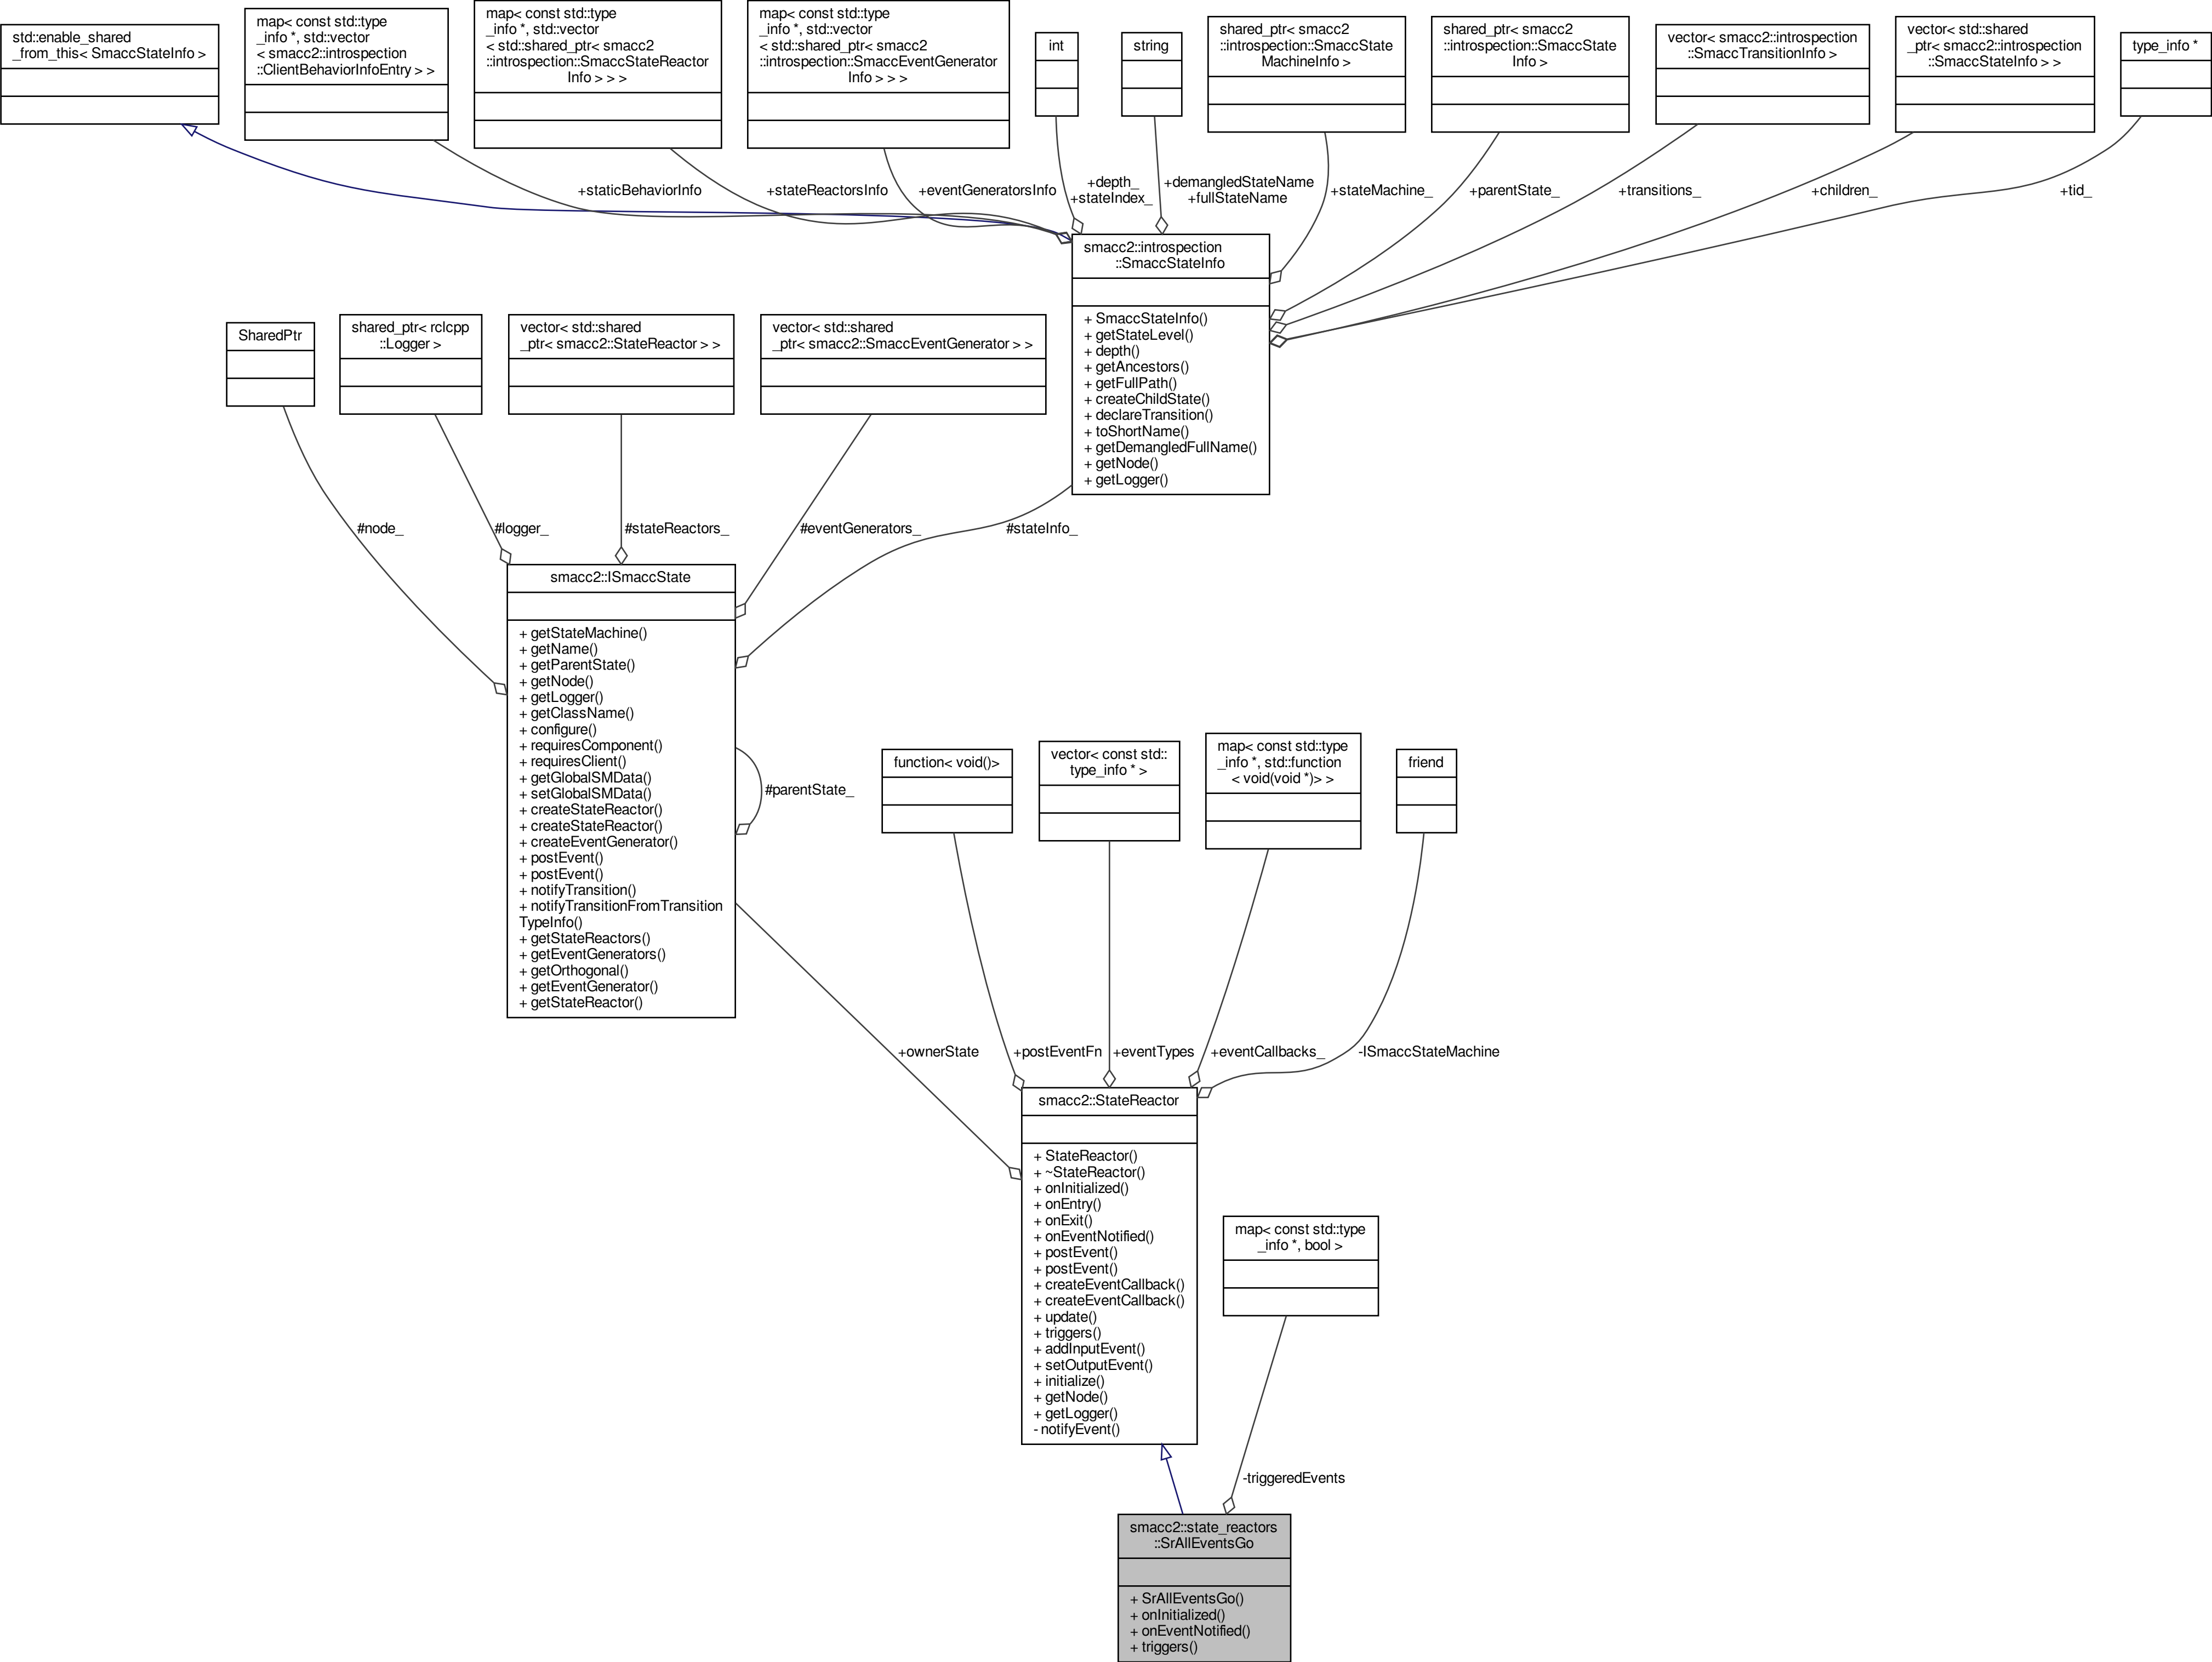 std::enable_shared
_from_this< SmaccStateInfo >
map< const std::type
_info *, std::vector
< smacc2::introspection
::ClientBehaviorInfoEntry > >
map< const std::type
_info *, std::vector
< std::shared_ptr< smacc2
::introspection::SmaccStateReactor
Info > > >
map< const std::type
_info *, std::vector
< std::shared_ptr< smacc2
::introspection::SmaccEventGenerator
Info > > >
int
string
shared_ptr< smacc2
::introspection::SmaccState
MachineInfo >
shared_ptr< smacc2
::introspection::SmaccState
Info >
vector< smacc2::introspection
::SmaccTransitionInfo >
vector< std::shared
_ptr< smacc2::introspection
::SmaccStateInfo > >
type_info *
+staticBehaviorInfo
+stateReactorsInfo
+eventGeneratorsInfo
+depth_
+stateIndex_
+demangledStateName
+fullStateName
+stateMachine_
+parentState_
+transitions_
+children_
+tid_
smacc2::introspection
::SmaccStateInfo
+ SmaccStateInfo()
+ getStateLevel()
+ depth()
+ getAncestors()
+ getFullPath()
+ createChildState()
+ declareTransition()
+ toShortName()
+ getDemangledFullName()
+ getNode()
+ getLogger()
SharedPtr
shared_ptr< rclcpp
::Logger >
vector< std::shared
_ptr< smacc2::StateReactor > >
vector< std::shared
_ptr< smacc2::SmaccEventGenerator > >
#node_
#logger_
#stateReactors_
#eventGenerators_
#stateInfo_
smacc2::ISmaccState
+ getStateMachine()
+ getName()
+ getParentState()
+ getNode()
+ getLogger()
+ getClassName()
+ configure()
+ requiresComponent()
+ requiresClient()
+ getGlobalSMData()
+ setGlobalSMData()
+ createStateReactor()
+ createStateReactor()
+ createEventGenerator()
+ postEvent()
+ postEvent()
+ notifyTransition()
+ notifyTransitionFromTransition
TypeInfo()
+ getStateReactors()
+ getEventGenerators()
+ getOrthogonal()
+ getEventGenerator()
+ getStateReactor()
#parentState_
function< void()>
vector< const std::
type_info * >
map< const std::type
_info *, std::function
< void(void *)> >
friend
+ownerState
+postEventFn
+eventTypes
+eventCallbacks_
-ISmaccStateMachine
smacc2::StateReactor
+ StateReactor()
+ ~StateReactor()
+ onInitialized()
+ onEntry()
+ onExit()
+ onEventNotified()
+ postEvent()
+ postEvent()
+ createEventCallback()
+ createEventCallback()
+ update()
+ triggers()
+ addInputEvent()
+ setOutputEvent()
+ initialize()
+ getNode()
+ getLogger()
- notifyEvent()
map< const std::type
_info *, bool >
-triggeredEvents
smacc2::state_reactors
::SrAllEventsGo
+ SrAllEventsGo()
+ onInitialized()
+ onEventNotified()
+ triggers()